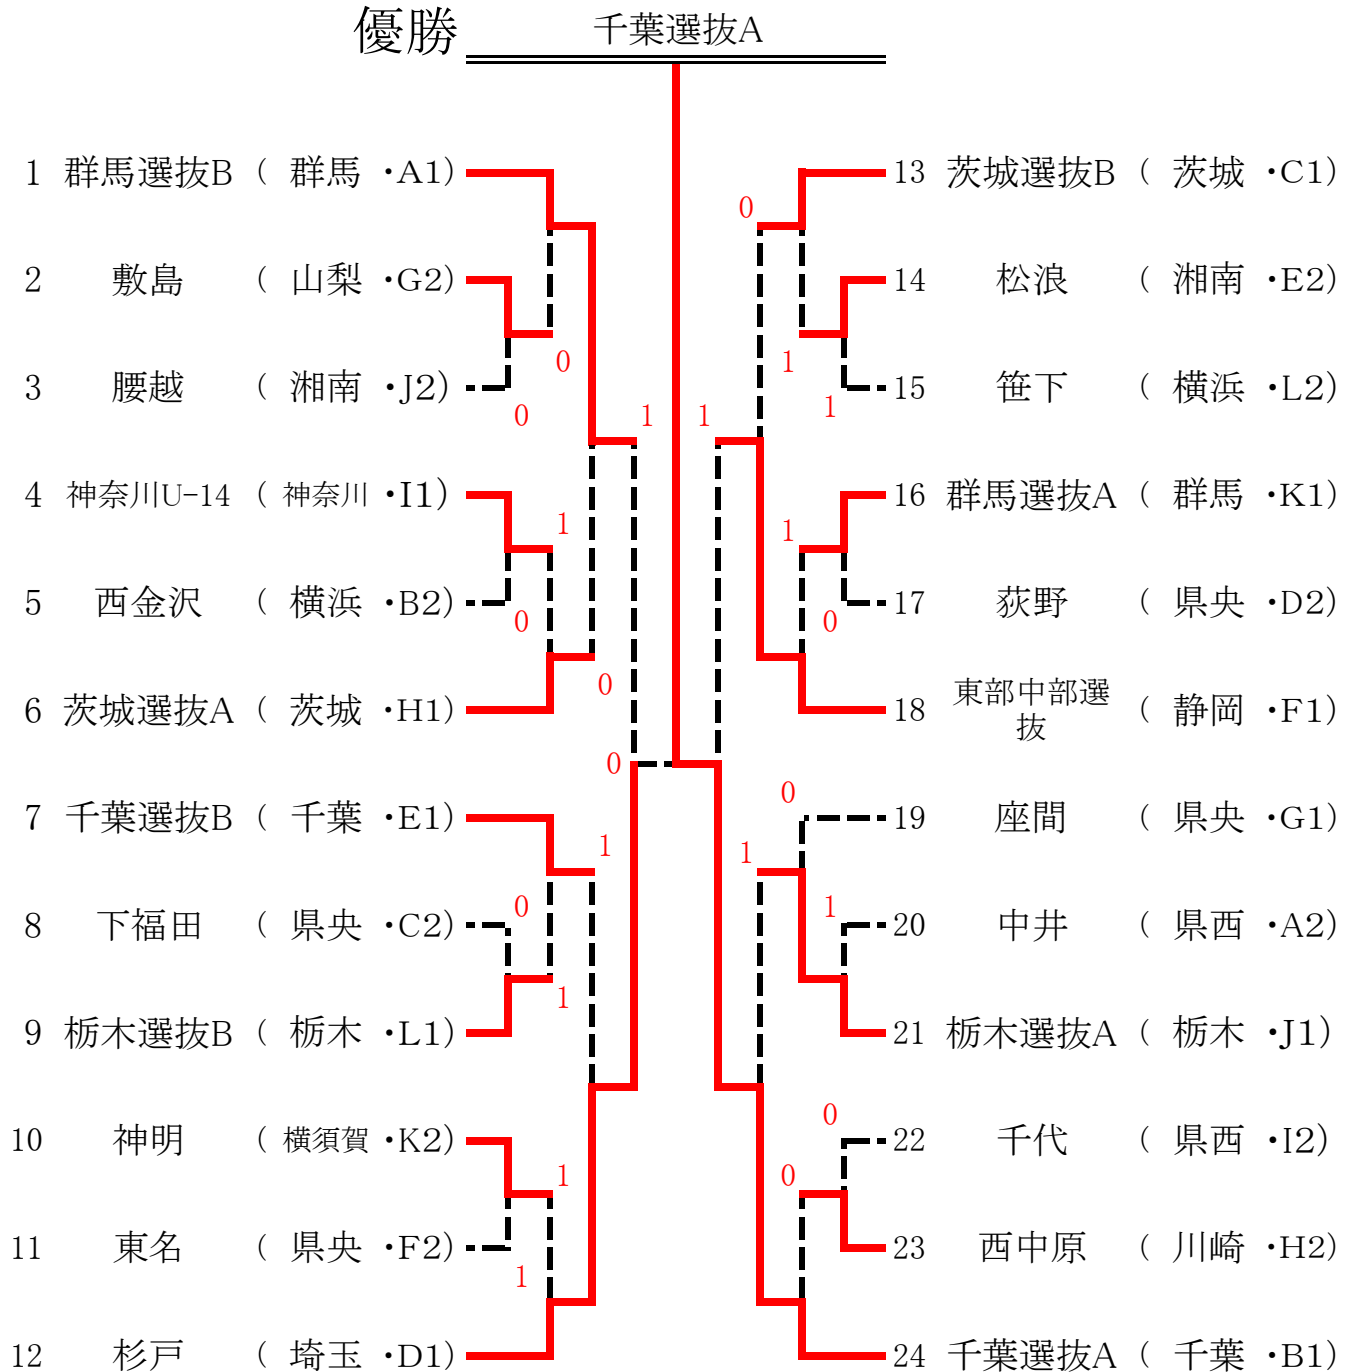 優勝 千葉選抜A
1 群馬選抜B ( 群馬 ・A1)
13 茨城選抜B ( 茨城 ・C1)
0
2 敷島 ( 山梨 ・G2)
14 松浪 ( 湘南 ・E2)
0
1
3 腰越 ( 湘南 ・J2)
15 笹下 ( 横浜 ・L2)
0
1
1
1
4 神奈川U-14 ( 神奈川 ・I1)
16 群馬選抜A ( 群馬 ・K1)
1
1
5 西金沢 ( 横浜 ・B2)
17 荻野 ( 県央 ・D2)
0
0
0
6 茨城選抜A ( 茨城 ・H1)
18 東部中部選
抜 ( 静岡 ・F1)
0
0
7 千葉選抜B ( 千葉 ・E1)
19 座間 ( 県央 ・G1)
1
1
0
1
8 下福田 ( 県央 ・C2)
20 中井 ( 県西 ・A2)
1
9 栃木選抜B ( 栃木 ・L1)
21 栃木選抜A ( 栃木 ・J1)
0
10 神明 ( 横須賀 ・K2)
22 千代 ( 県西 ・I2)
1
0
11 東名 ( 県央 ・F2)
23 西中原 ( 川崎 ・H2)
1
12 杉戸 ( 埼玉 ・D1)
24 千葉選抜A ( 千葉 ・B1)